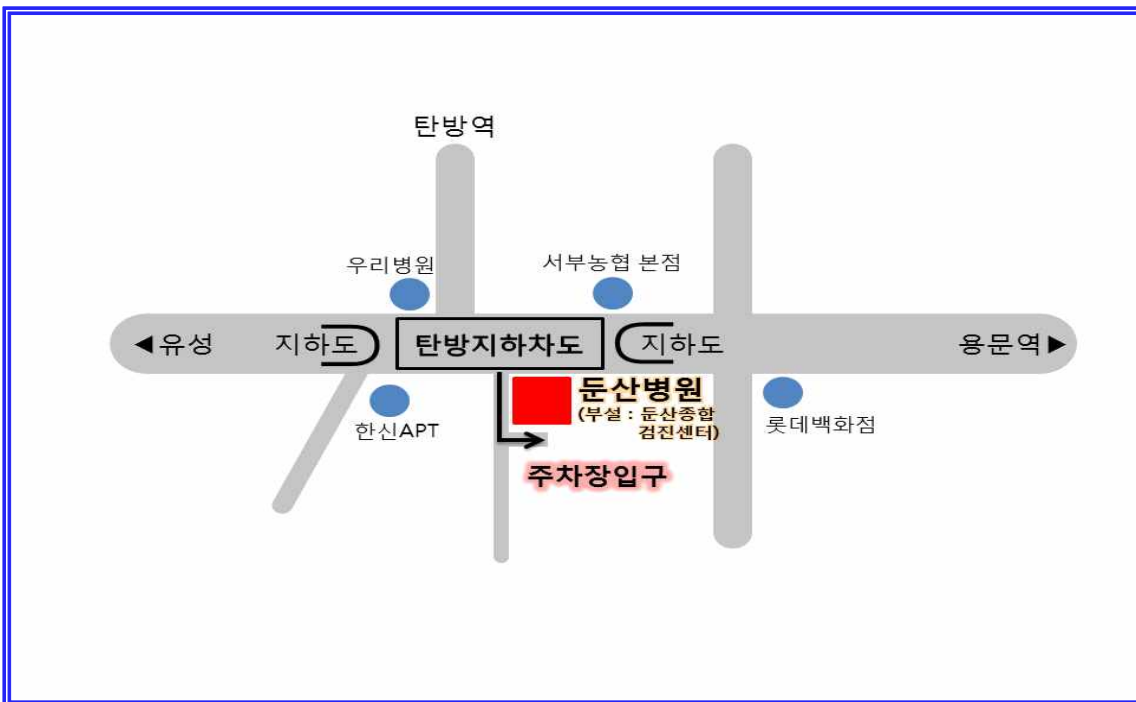 탄방역
우리병원
서부농협 본점
◀유성
지하도
탄방지하차도
지하도
용문역▶
둔산병원
(부설 : 둔산종합
검진센터)
한신APT
롯데백화점
주차장입구